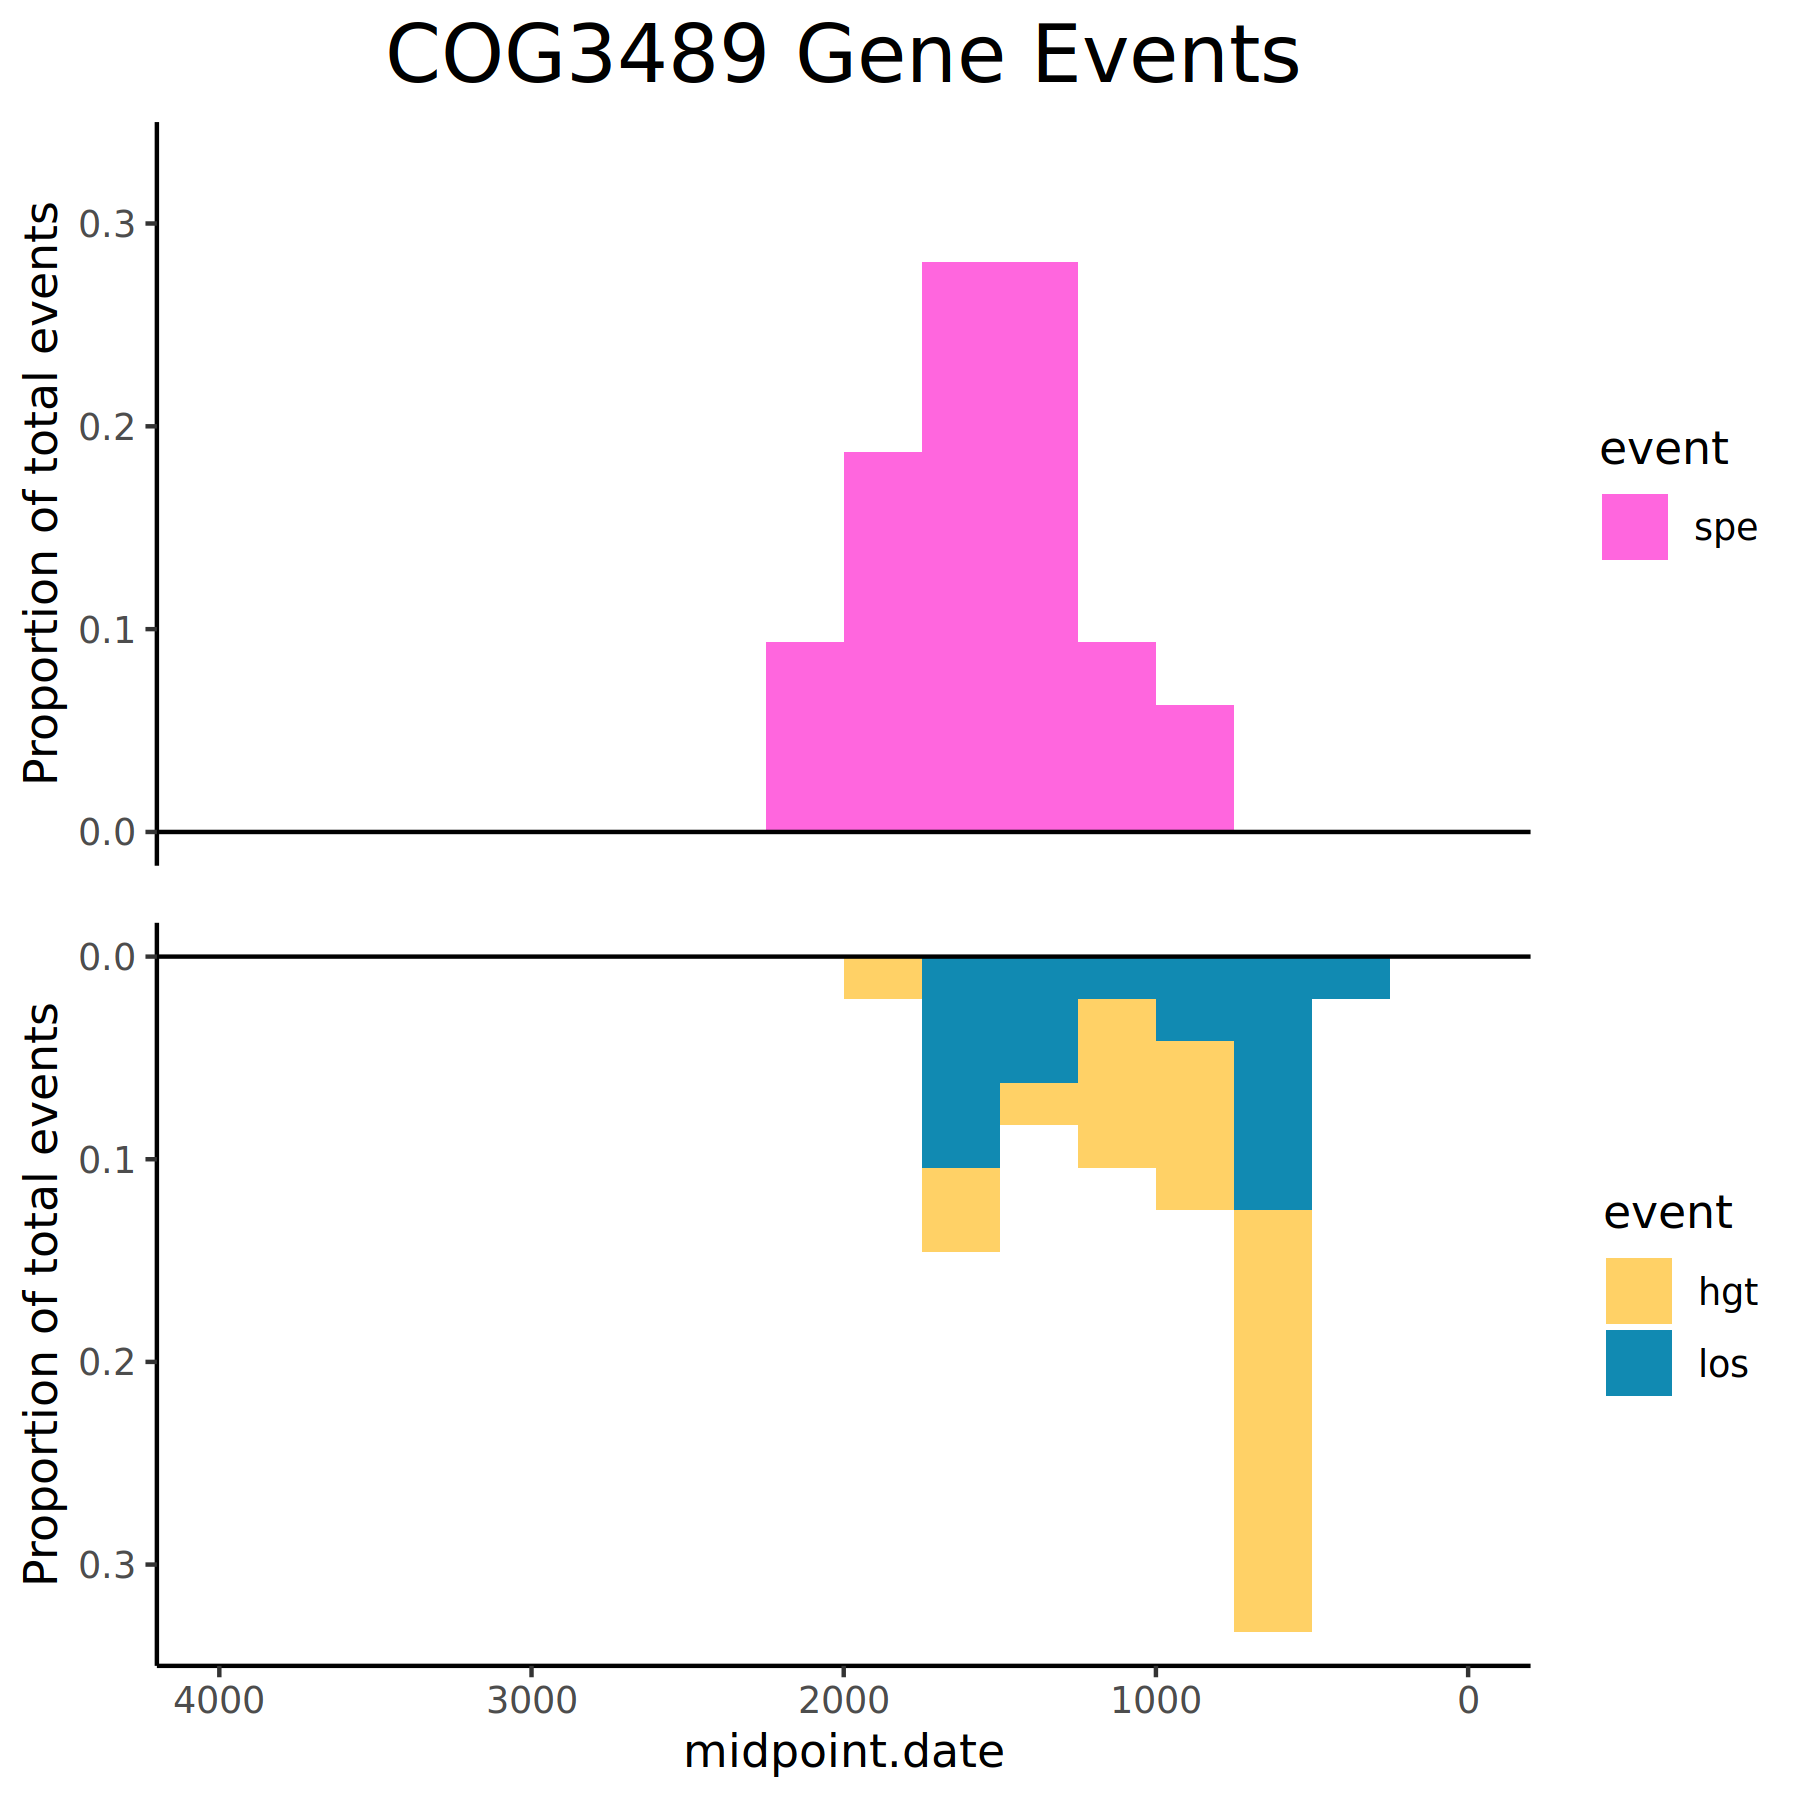 COG3489 Gene Events
Proportion of total events
0.3
0.2
0.1
0.0
event
spe
Proportion of total events
0.0
0.1
0.2
0.3
event
hgt
los
4000 3000 2000 1000 0
midpoint.date